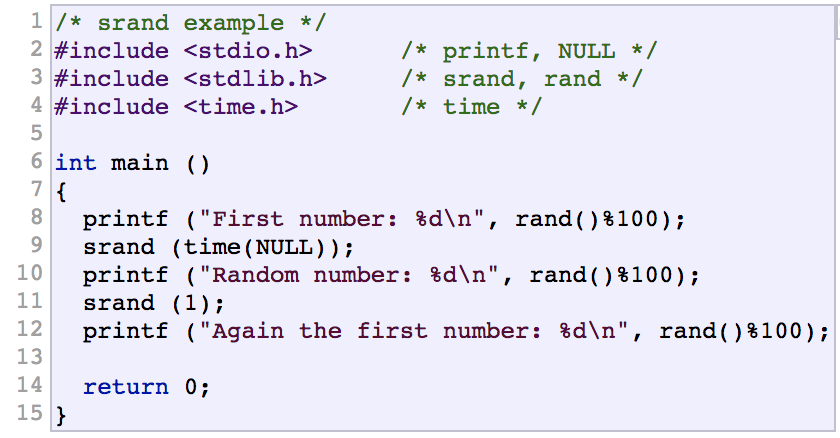 1 /* srand example */
2 #include <stdio.h>      /* printf, NULL */
3 #include <stdlib.h>     /* srand, rand */
4 #include <time.h>       /* time */
5
6 int main ()
7 {
8   printf ("First number: %d\n", rand()%100);
9   srand (time(NULL));
10   printf ("Random number: %d\n", rand()%100);
11   srand (1);
12   printf ("Again the first number: %d\n", rand()%100);
13
14   return 0;
15 }